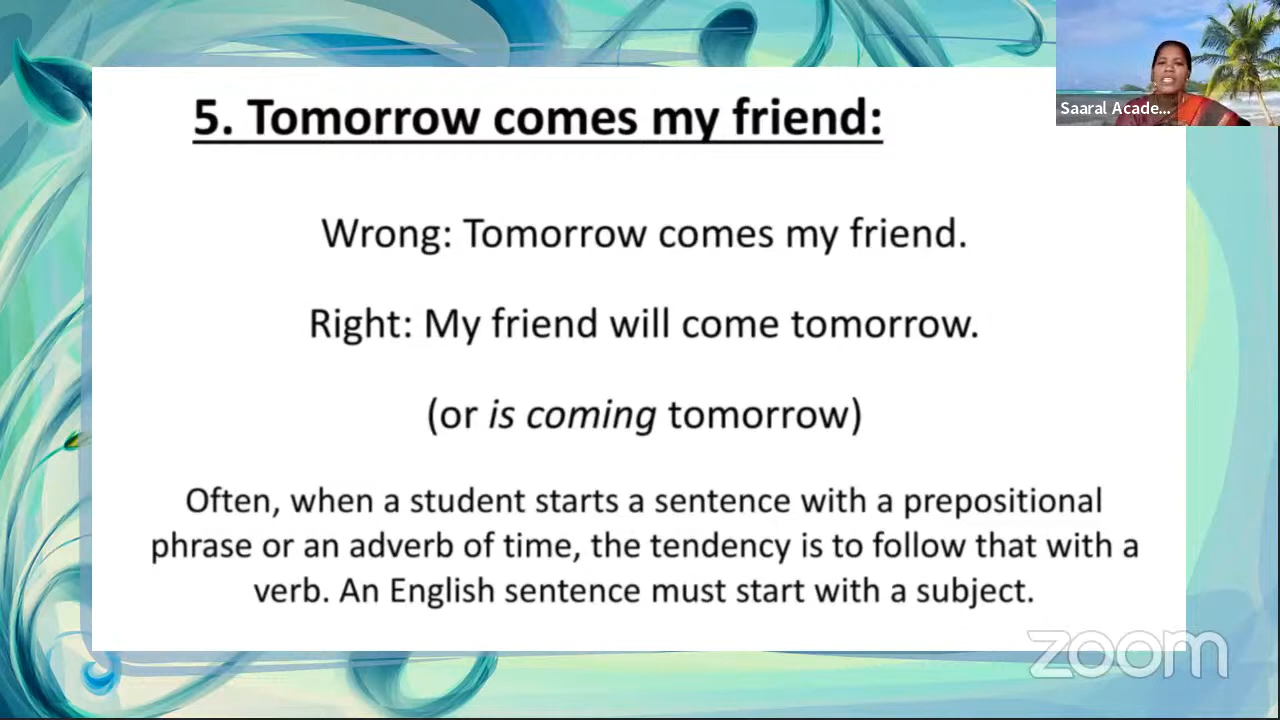 5. Tomorrow comes my friend:
Saaral Acade...
Wrong: Tomorrow comes my friend.
Right: My friend will come tomorrow.
(or is coming tomorrow)
Often, when a student starts a sentence with a prepositional
phrase or an adverb of time, the tendency is to follow that with a
verb. An English sentence must start with a subject.
zoom